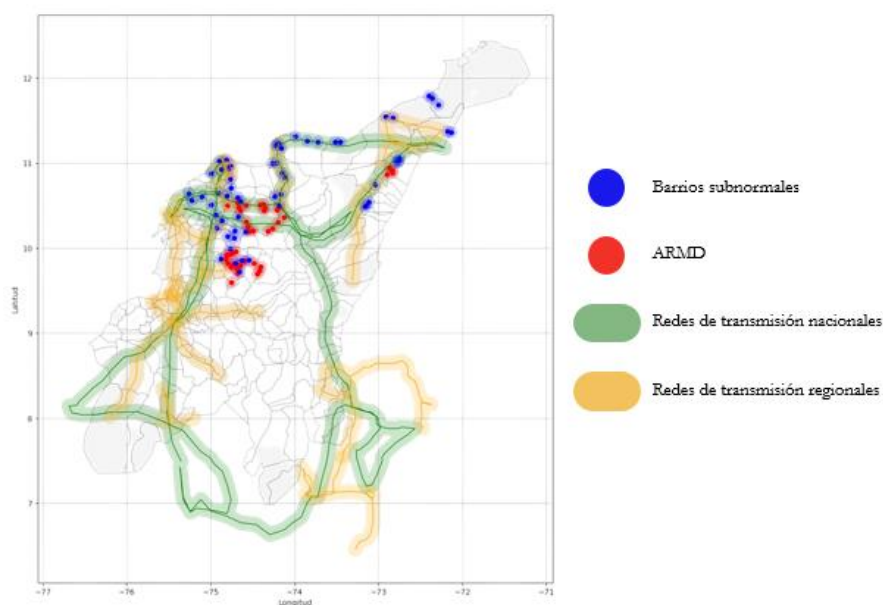 12
11
10
9
8
7
-77
-76
-75
-74
-73
-72
-71
Latitud
Longitud
Barrios subnormales
ARMD
Redes de transmisión nacionales
Redes de transmisión regionales